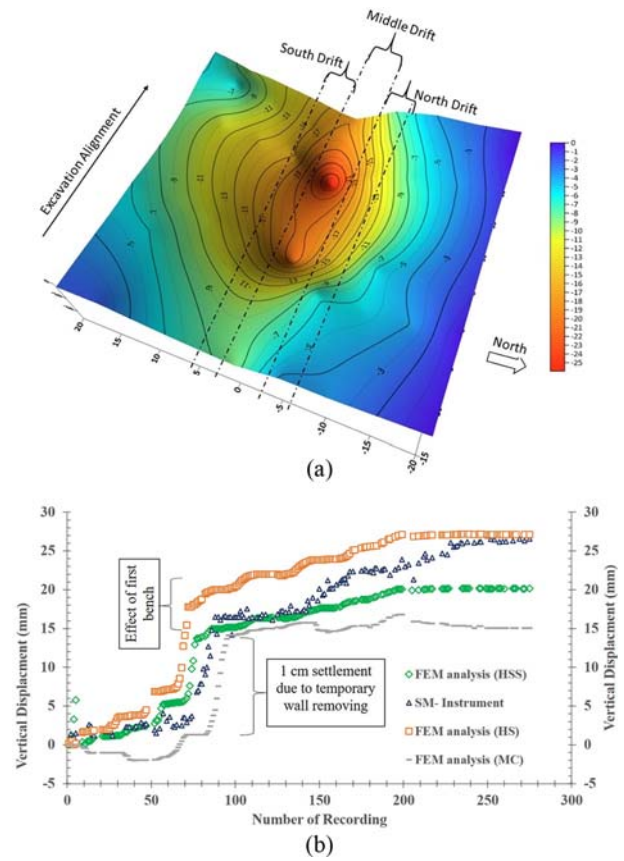 Middle Drift
South Drift
North Drift
Excavation Alignment
0
-1
-2
-3
-4
-5
-6
-7
-8
-9
-10
-11
-12
-13
-14
-15
-16
-17
-18
-19
-20
-21
-22
-23
-24
-25
North
20
15
10
5
0
-5
-10
-15
-20
-15
(a)
30
25
20
15
10
5
0
-5
Vertical Displacement (mm)
Effect of first
bench
1 cm settlement
due to temporary
wall removing
FEM analysis (HSS)
SM- Instrument
FEM analysis (HS)
FEM analysis (MC)
30
25
20
15
10
5
0
-5
Vertical Displacement (mm)
0 50 100 150 200 250 300
Number of Recording
(b)